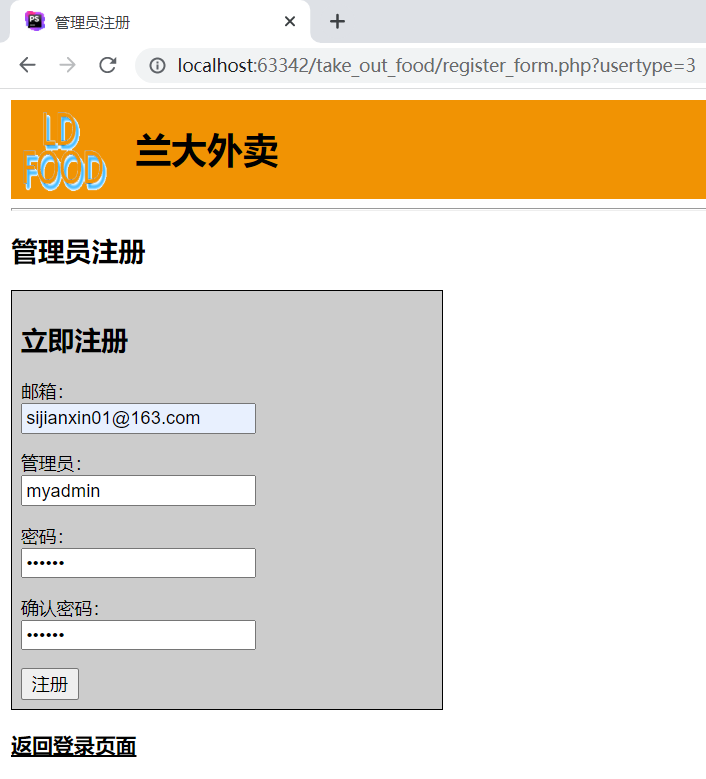 管理员注册
localhost:63342/take_out_food/register_form.php?usertype=3
LD
FOOD
兰大外卖
管理员注册
立即注册
邮箱：
sijianxin01@163.com
管理员：
myadmin
密码：
••••••
确认密码：
••••••
注册
返回登录页面